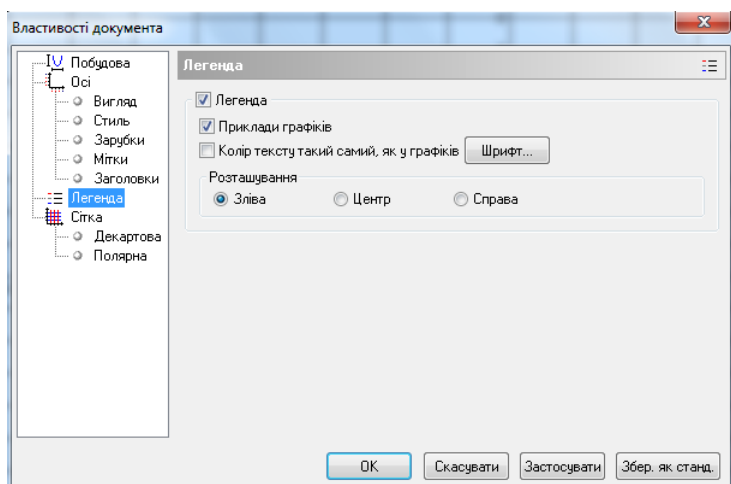 Властивості документа
Побудова
Осі
Вигляд
Стиль
Зарубки
Мітки
Заголовки
Легенда
Сітка
Декартова
Полярна
Легенда
Легенда
Приклади графіків
Колір тексту такий самий, як у графіків Шрифт...
Розташування
Зліва Центр Справа
OK Скасувати Застосувати Збер. як станд.